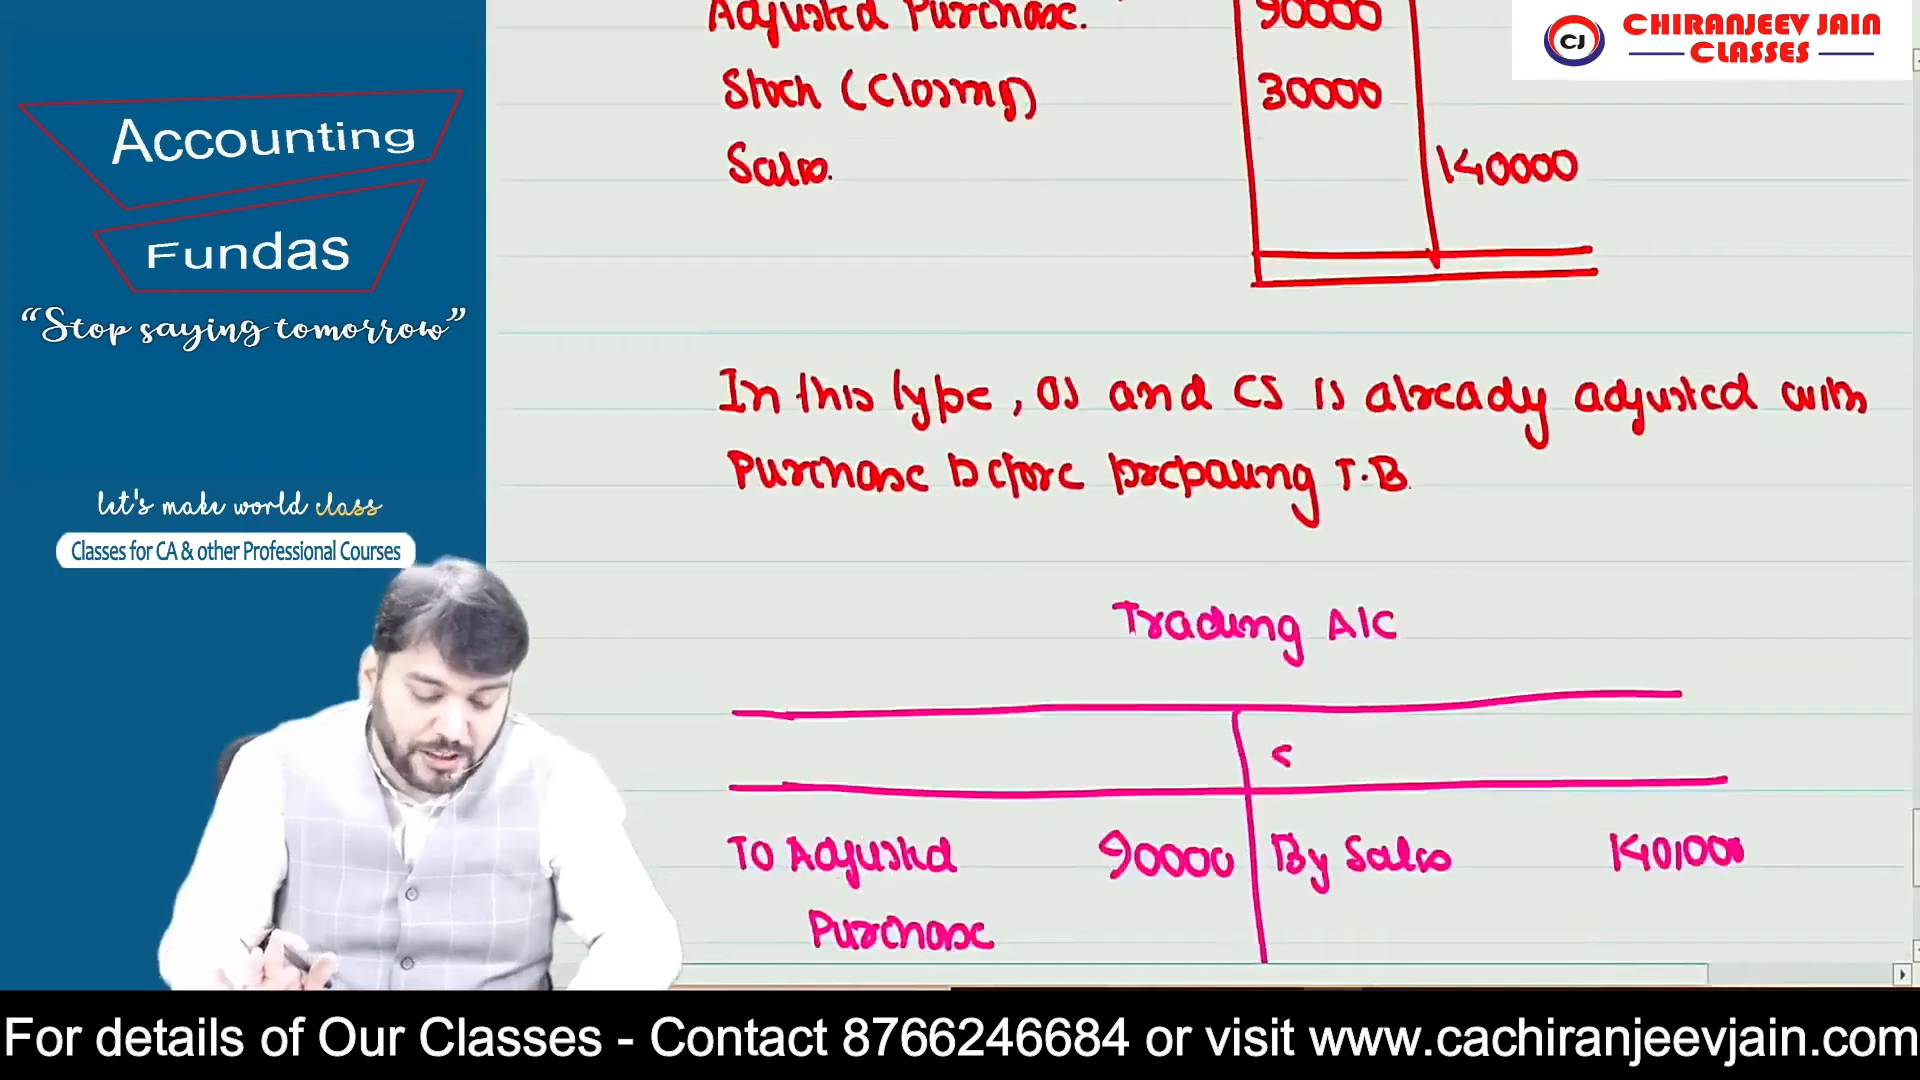 Adjusted Purchase. 90000
CHIRANJEEV JAIN
CJ
CLASSES
Stock (Closing) 30000
Sales. 140000
Accounting
Fundas
“Stop saying tomorrow”
In this type, OS and CS is already adjusted with
Purchase before preparing T.B.
let's make world class
Classes for CA & other Professional Courses
Trading A/C
To Adjusted 90000 By Sales 140,000
Purchase
For details of Our Classes - Contact 8766246684 or visit www.cachiranjeevjain.com